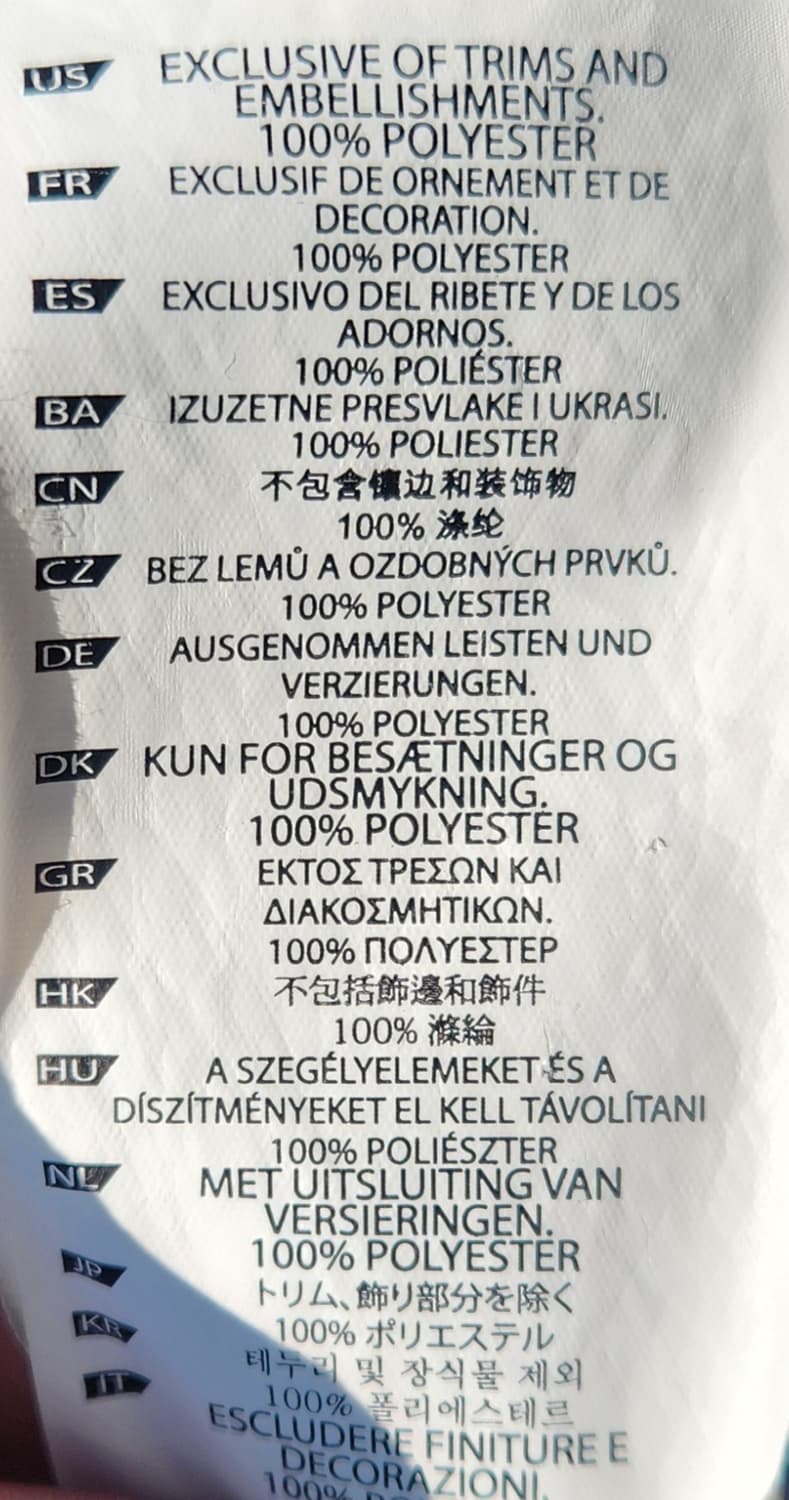 US EXCLUSIVE OF TRIMS AND
EMBELLISHMENTS.
100% POLYESTER
FR EXCLUSIF DE ORNEMENT ET DE
DECORATION.
100% POLYESTER
ES EXCLUSIVO DEL RIBETE Y DE LOS
ADORNOS.
100% POLIÉSTER
BA IZUZETNE PRESVLAKE I UKRASI.
100% POLIESTER
CN 不包含镶边和装饰物
100% 涤纶
CZ BEZ LEMŮ A OZDOBNÝCH PRVKŮ.
100% POLYESTER
DE AUSGENOMMEN LEISTEN UND
VERZIERUNGEN.
100% POLYESTER
DK KUN FOR BESÆTNINGER OG
UDSMYKNING.
100% POLYESTER
GR ΕΚΤΟΣ ΤΡΕΣΩΝ ΚΑΙ
ΔΙΑΚΟΣΜΗΤΙΚΩΝ.
100% ΠΟΛΥΕΣΤΕΡ
HK 不包括飾邊和飾件
100% 滌綸
HU A SZEGÉLYELEMEKET ÉS A
DÍSZÍTMÉNYEKET EL KELL TÁVOLÍTANI
100% POLIÉSZTER
NL MET UITSLUITING VAN
VERSIERINGEN.
100% POLYESTER
JP トリム、飾り部分を除く
100% ポリエステル
KR 테두리 및 장식물 제외
100% 폴리에스테르
IT ESCLUDERE FINITURE E
DECORAZIONI.
100%